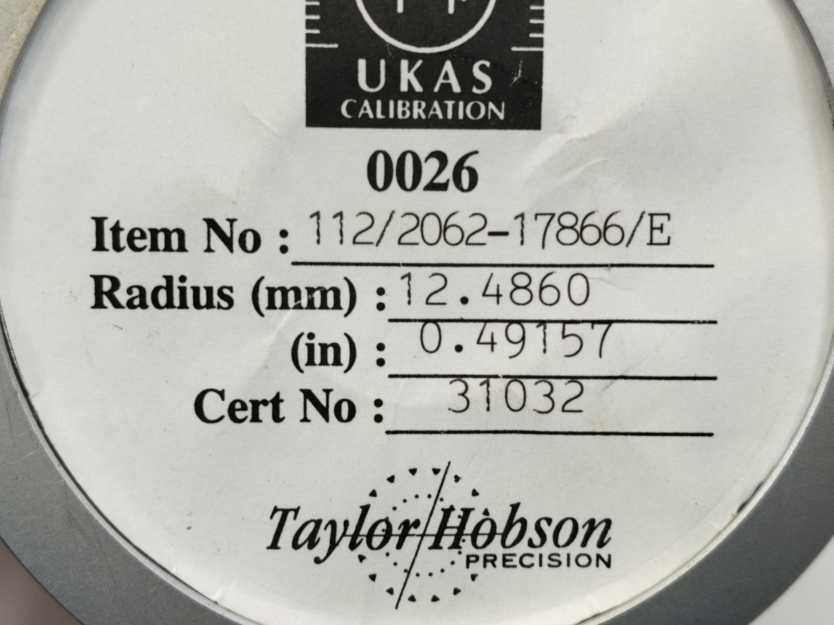 UKAS
CALIBRATION
0026
Item No : 112/2062-17866/E
Radius (mm) : 12.4860
(in) : 0.49157
Cert No : 31032
Taylor Hobson
PRECISION